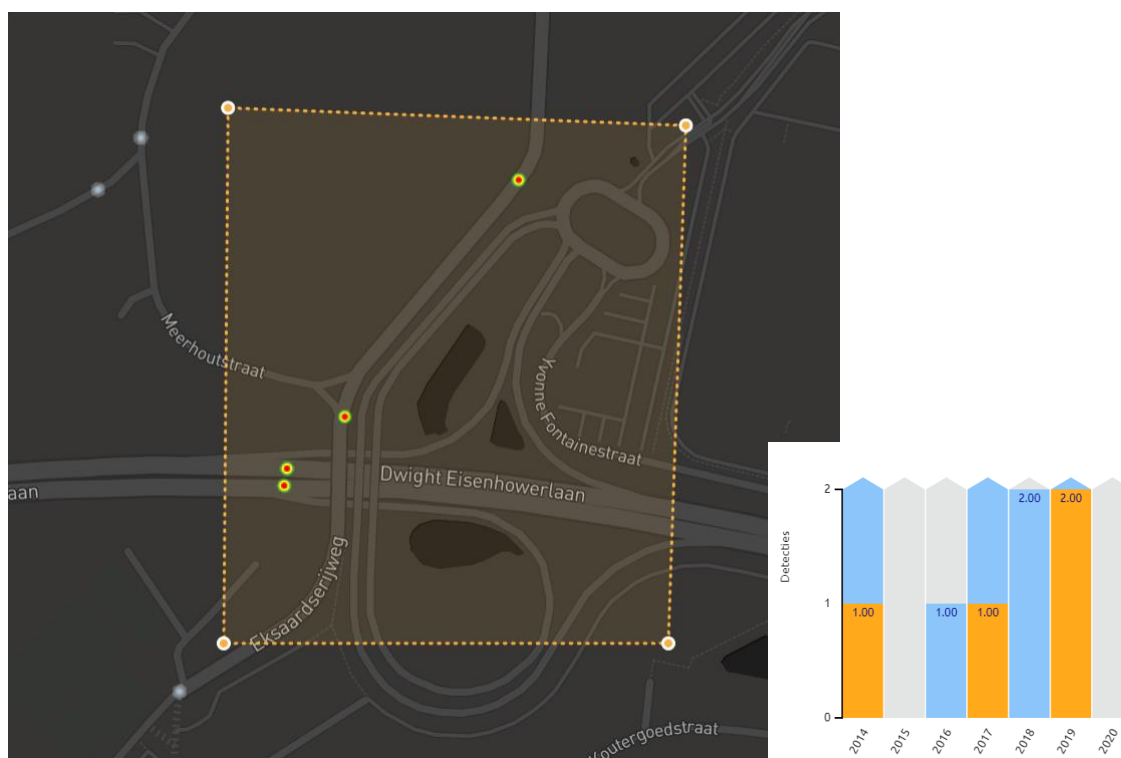 Meerhoutstraat
Yvonne Fontainestraat
Dwight Eisenhowerlaan
aan
Eksaardserijweg
Koutergoedstraat
Detecties
2
1
0
1.00
1.00
1.00
2.00
2.00
2014
2015
2016
2017
2018
2019
2020